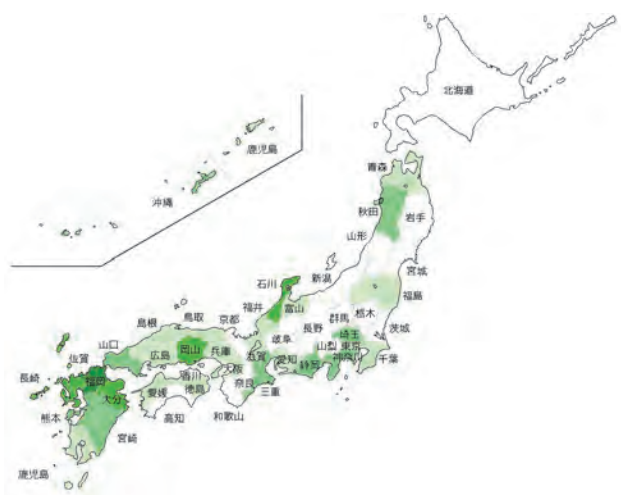 北海道
鹿児島
青森
沖縄
秋田
岩手
山形
宮城
石川
新潟
福井
富山
福島
群馬
栃木
島根
鳥取
京都
長野
茨城
岐阜
埼玉
山口
広島
岡山
兵庫
滋賀
愛知
静岡
山梨
東京
神奈川
千葉
佐賀
大阪
長崎
福岡
香川
奈良
三重
大分
愛媛
徳島
熊本
高知
和歌山
宮崎
鹿児島